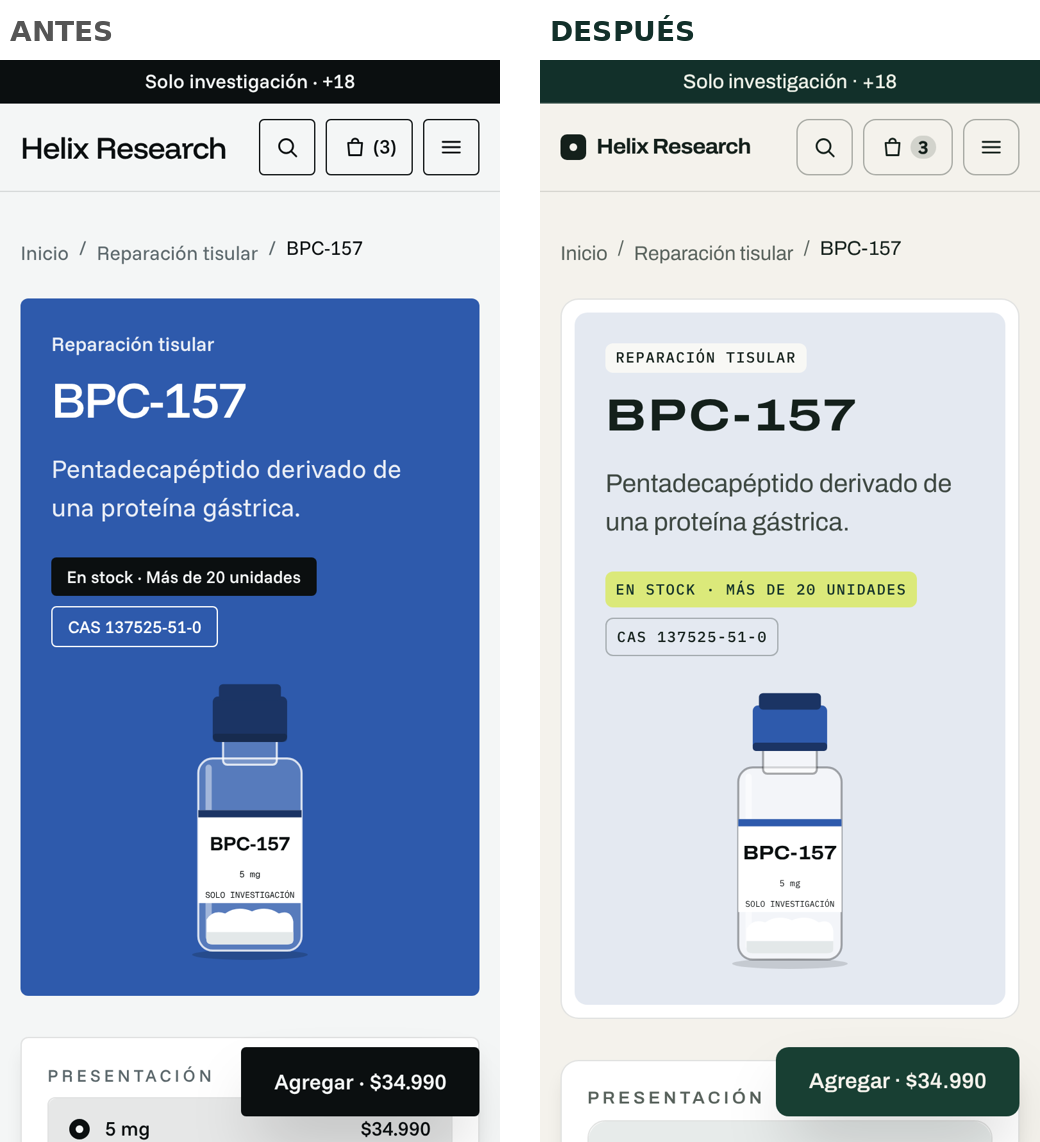 ANTES
Solo investigación · +18
Helix Research
(3)
Inicio / Reparación tisular / BPC-157
Reparación tisular
BPC-157
Pentadecapéptido derivado de
una proteína gástrica.
En stock · Más de 20 unidades
CAS 137525-51-0
BPC-157
5 mg
SOLO INVESTIGACIÓN
PRESENTACIÓN
Agregar · $34.990
5 mg
$34.990
DESPUÉS
Solo investigación · +18
Helix Research
3
Inicio / Reparación tisular / BPC-157
REPARACIÓN TISULAR
BPC-157
Pentadecapéptido derivado de
una proteína gástrica.
EN STOCK · MÁS DE 20 UNIDADES
CAS 137525-51-0
BPC-157
5 mg
SOLO INVESTIGACIÓN
PRESENTACIÓN
Agregar · $34.990